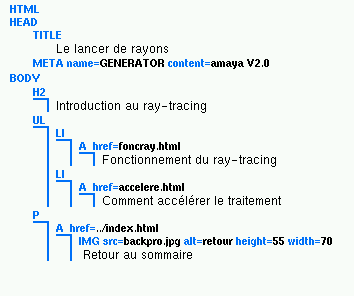 HTML
HEAD
TITLE
Le lancer de rayons
META name=GENERATOR content=amaya V2.0
BODY
H2
Introduction au ray-tracing
UL
LI
A href=foncray.html
Fonctionnement du ray-tracing
LI
A href=accelere.html
Comment accélérer le traitement
P
A href=../index.html
IMG src=backpro.jpg alt=retour height=55 width=70
Retour au sommaire